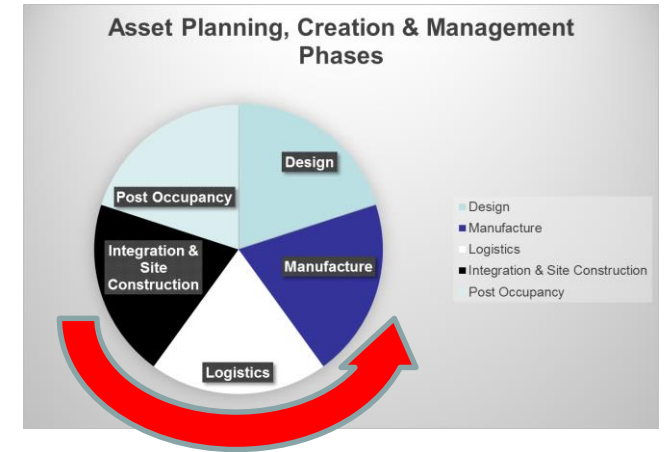 Asset Planning, Creation & Management
Phases
Design
Post Occupancy
Manufacture
Integration &
Site
Construction
Logistics
Design
Manufacture
Logistics
Integration & Site Construction
Post Occupancy